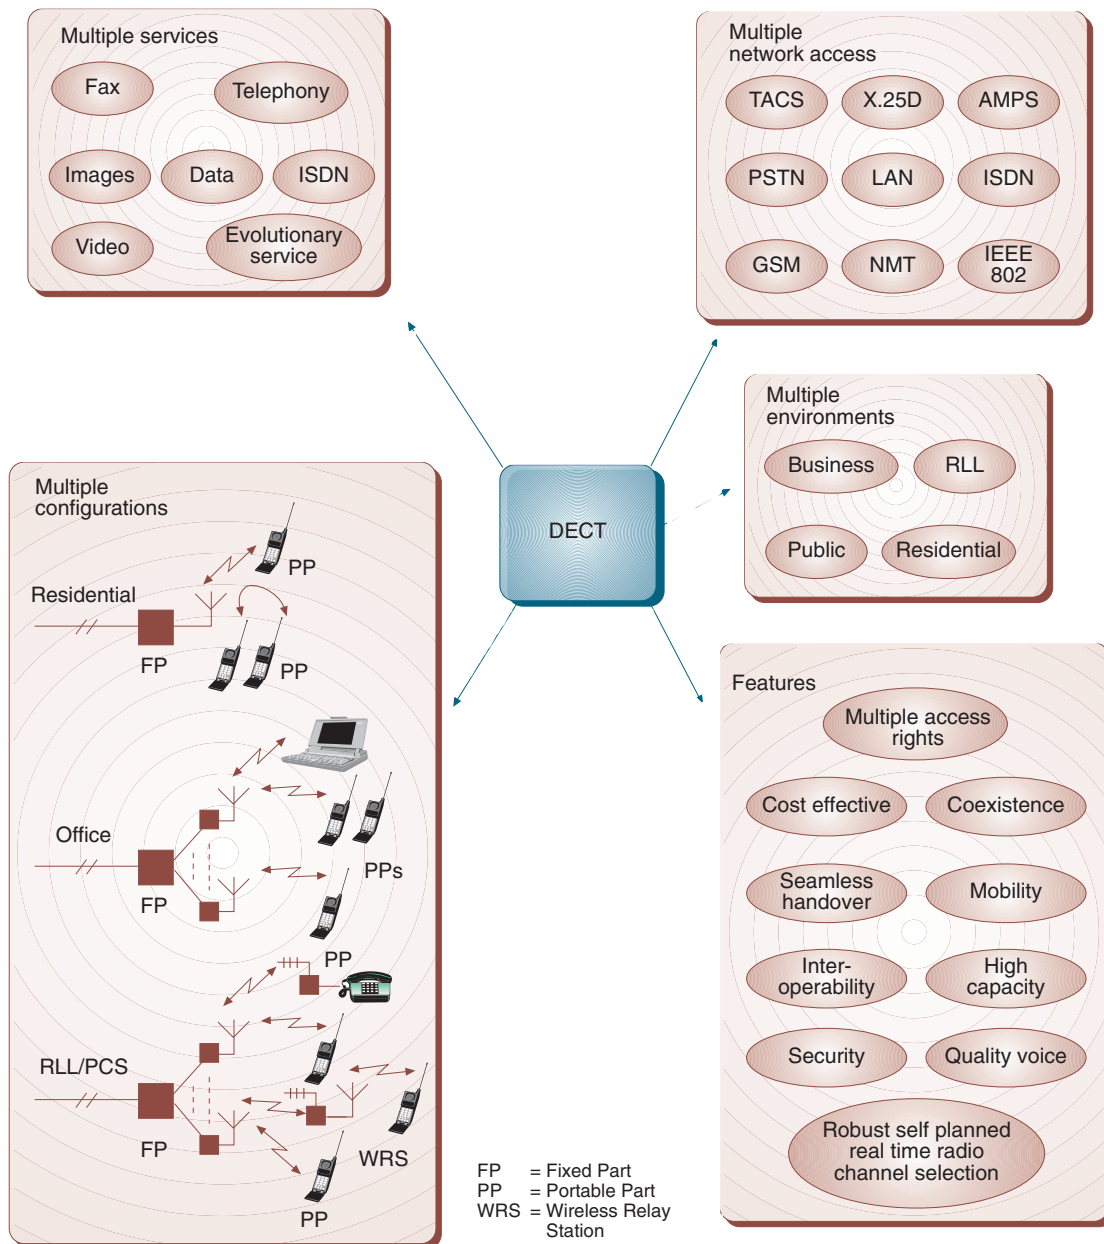 Multiple services
Fax
Telephony
Images
Data
ISDN
Video
Evolutionary
service
Multiple
network access
TACS
X.25D
AMPS
PSTN
LAN
ISDN
GSM
NMT
IEEE
802
Multiple
environments
Business
RLL
Public
Residential
DECT
Multiple
configurations
PP
Residential
FP
PP
Office
FP
PPs
PP
RLL/PCS
FP
WRS
PP
FP = Fixed Part
PP = Portable Part
WRS = Wireless Relay
Station
Features
Multiple access
rights
Cost effective
Coexistence
Seamless
handover
Mobility
Inter-
operability
High
capacity
Security
Quality voice
Robust self planned
real time radio
channel selection